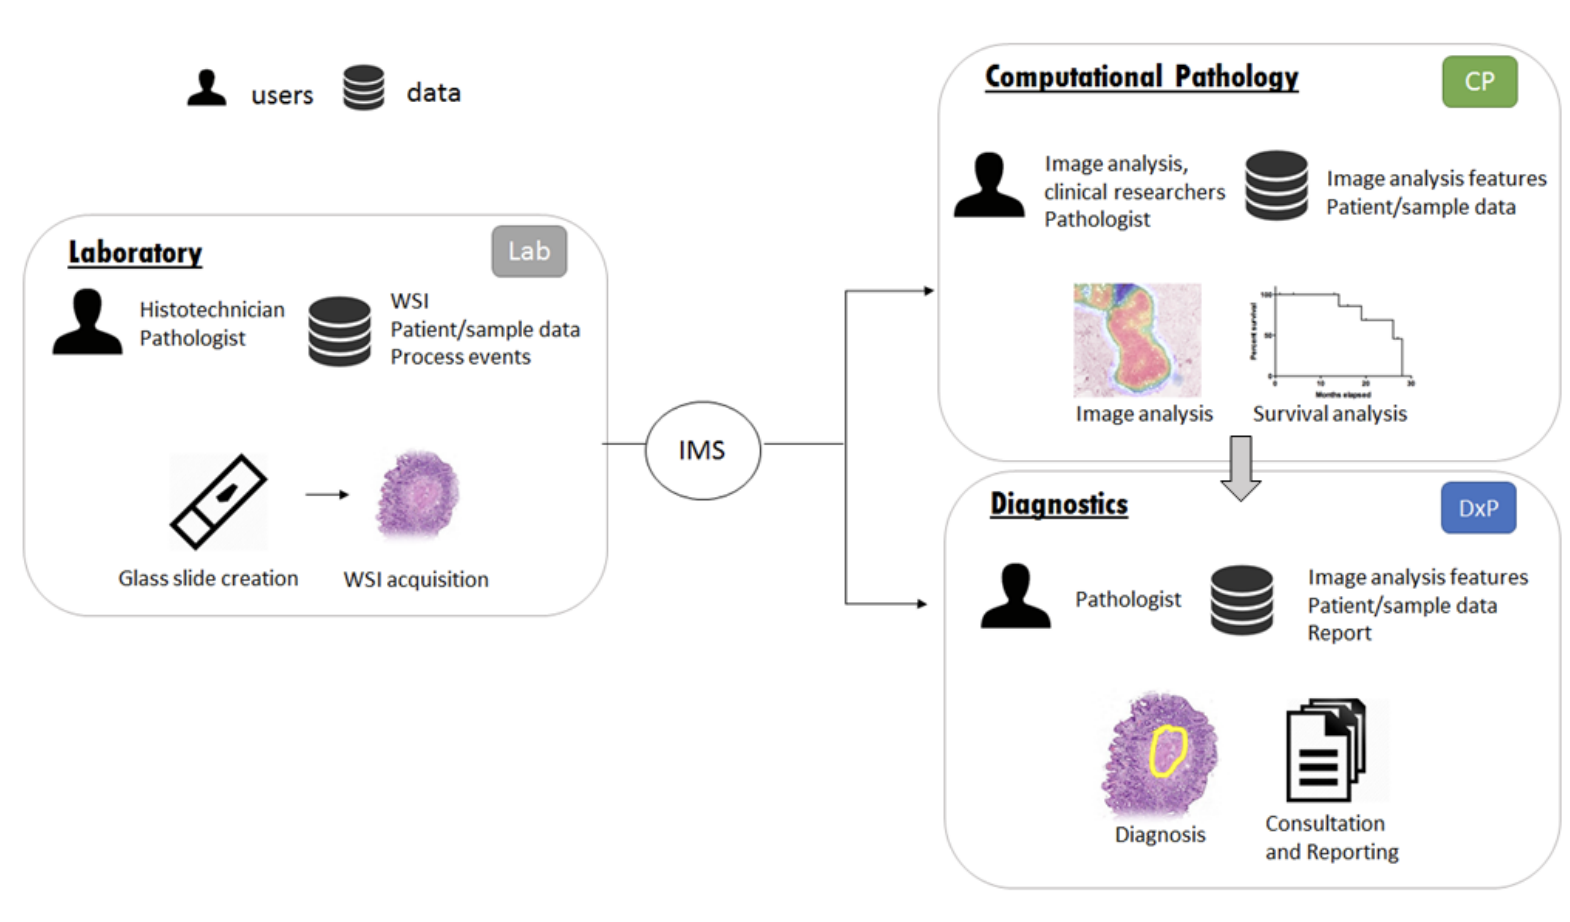 users
data
Laboratory
Lab
Histotechnician
Pathologist
WSI
Patient/sample data
Process events
Glass slide creation
WSI acquisition
IMS
Computational Pathology
CP
Image analysis,
clinical researchers
Pathologist
Image analysis features
Patient/sample data
Percent survival
100
50
0
0
10
20
30
Months elapsed
Image analysis
Survival analysis
Diagnostics
DxP
Pathologist
Image analysis features
Patient/sample data
Report
Diagnosis
Consultation
and Reporting